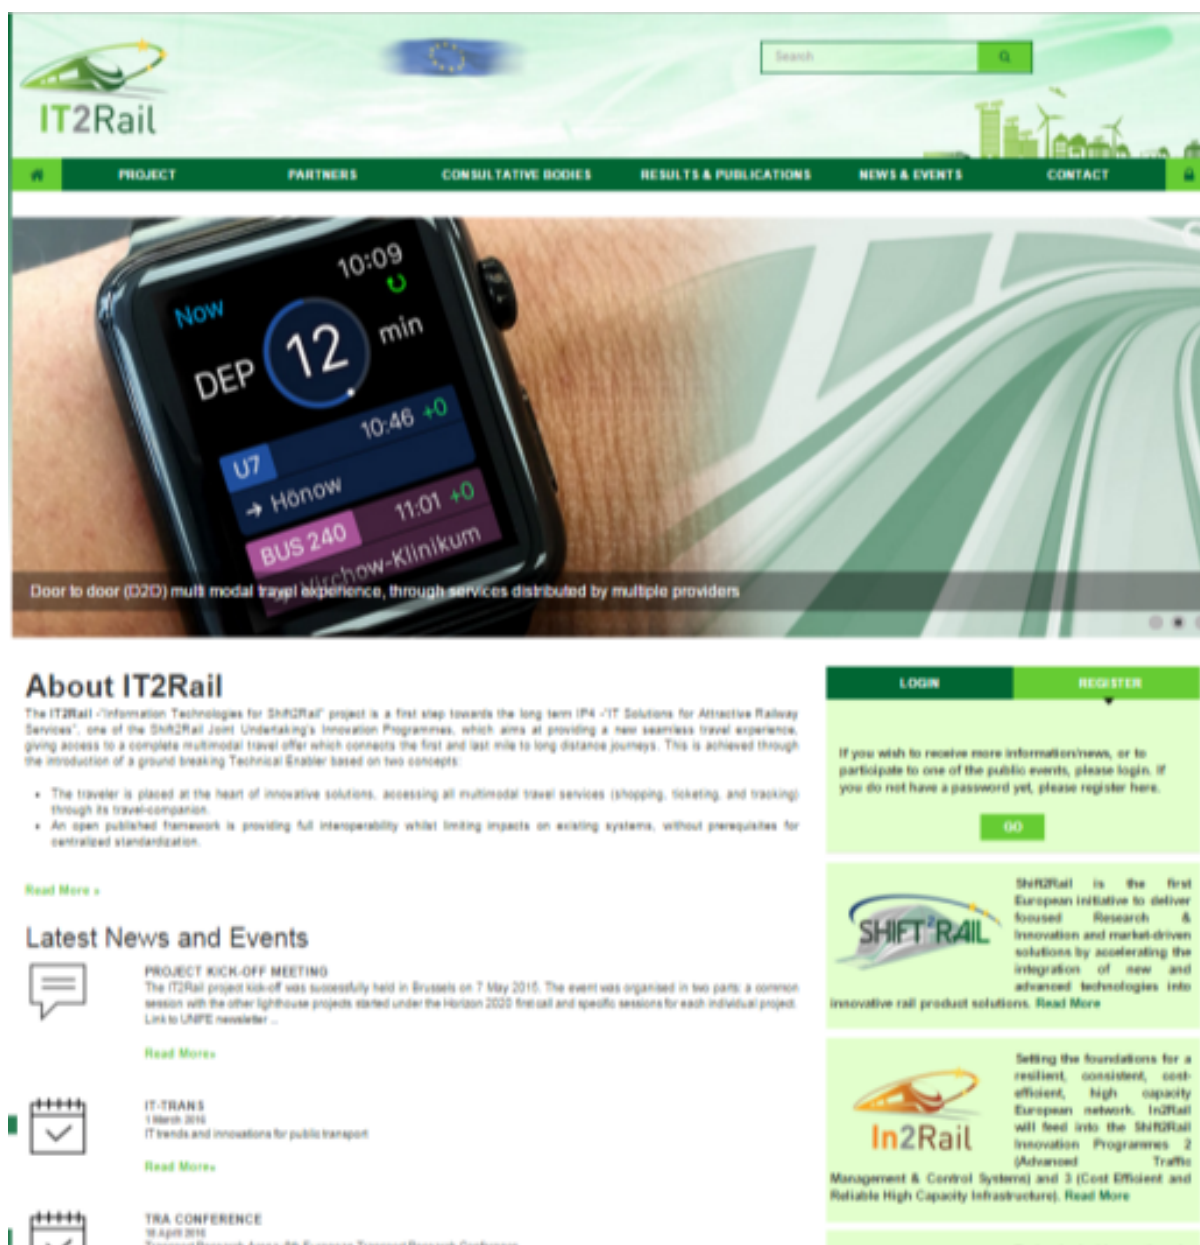 IT2Rail
Search
PROJECT PARTNERS CONSULTATIVE BODIES RESULTS & PUBLICATIONS NEWS & EVENTS CONTACT
10:09
Now
DEP 12 min
10:46 +0
U7
→ Hönow
11:01 +0
BUS 240
Virchow-Klinikum
Door to door (D2D) multi modal travel experience, through services distributed by multiple providers
About IT2Rail
The IT2Rail -"Information Technologies for Shift2Rail" project is a first step towards the long term IP4 -"IT Solutions for Attractive Railway
Services", one of the Shift2Rail Joint Undertaking's Innovation Programmes, which aims at providing a new seamless travel experience,
giving access to a complete multimodal travel offer which connects the first and last mile to long distance journeys. This is achieved through
the introduction of a ground breaking Technical Enabler based on two concepts:
• The traveler is placed at the heart of innovative solutions, accessing all multimodal travel services (shopping, ticketing, and tracking)
through its travel-companion.
• An open published framework is providing full interoperability whilst limiting impacts on existing systems, without prerequisites for
centralized standardization.
Read More »
Latest News and Events
PROJECT KICK-OFF MEETING
The IT2Rail project kick-off was successfully held in Brussels on 7 May 2015. The event was organised in two parts: a common
session with the other lighthouse projects started under the Horizon 2020 first call and specific sessions for each individual project.
Link to UNIFE newsletter ...
Read More»
IT-TRANS
1 March 2016
IT trends and innovations for public transport
Read More»
TRA CONFERENCE
18 April 2016
LOGIN REGISTER
If you wish to receive more information/news, or to
participate to one of the public events, please login. If
you do not have a password yet, please register here.
GO
SHIFT2RAIL
Shift2Rail is the first
European initiative to deliver
focused Research &
Innovation and market-driven
solutions by accelerating the
integration of new and
advanced technologies into
innovative rail product solutions. Read More
In2Rail
Setting the foundations for a
resilient, consistent, cost-
efficient, high capacity
European network. In2Rail
will feed into the Shift2Rail
Innovation Programmes 2
(Advanced Traffic
Management & Control Systems) and 3 (Cost Efficient and
Reliable High Capacity Infrastructure). Read More